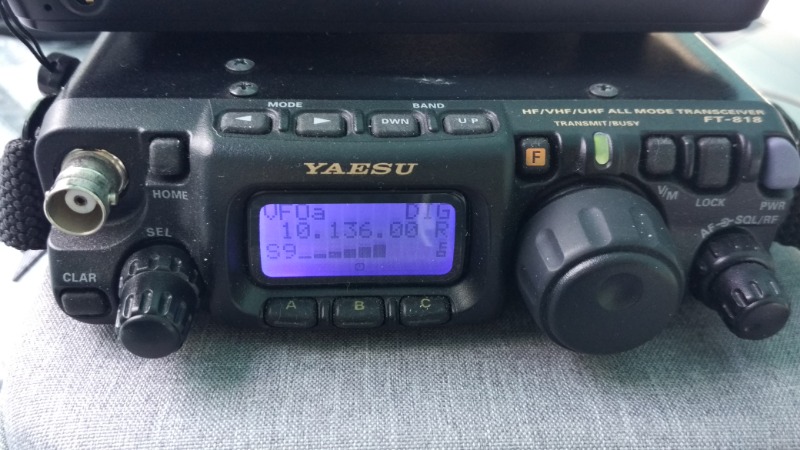 MODE
BAND
◀ ▶ DWN UP
HF/VHF/UHF ALL MODE TRANSCEIVER
FT-818
TRANSMIT/BUSY
YAESU
F
HOME
V/M
LOCK
PWR
VFOa DIG
10.136.00 R
S9
SEL
AF SQL/RF
CLAR
A
B
C